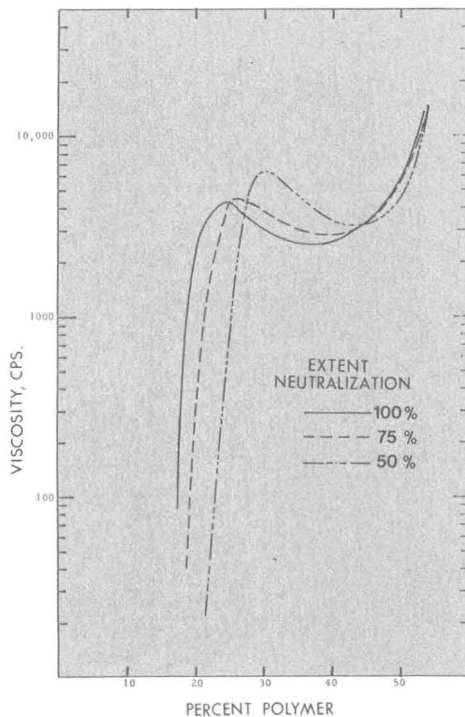 10,000
1000
100
VISCOSITY, CPS.
EXTENT
NEUTRALIZATION
100%
75 %
50 %
10
20
30
40
50
PERCENT POLYMER